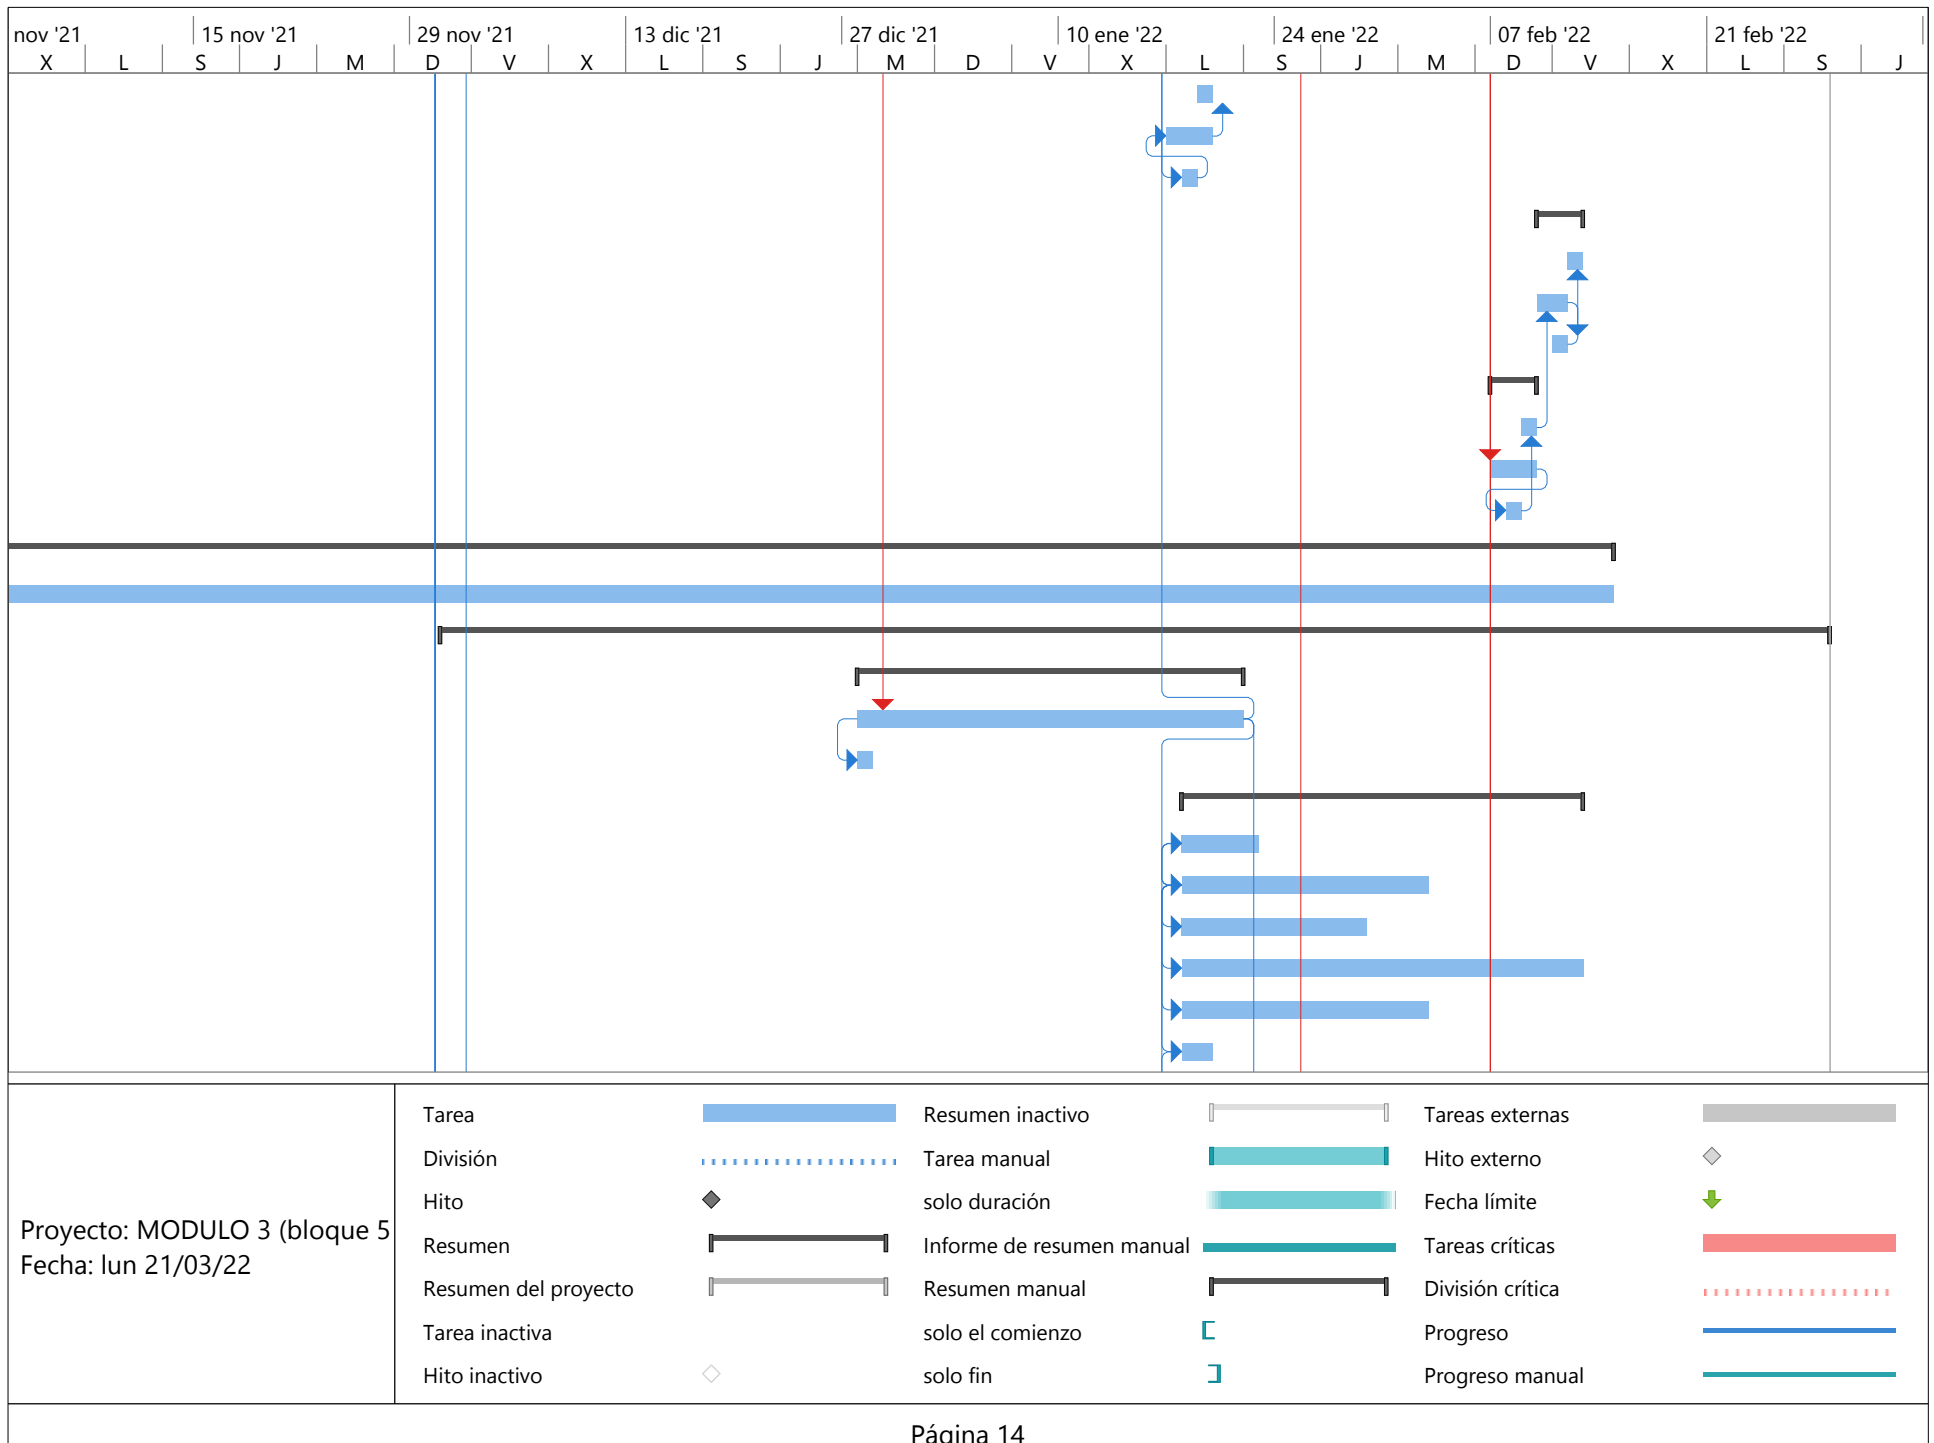 nov '21 15 nov '21 29 nov '21 13 dic '21 27 dic '21 10 ene '22 24 ene '22 07 feb '22 21 feb '22
X L S J M D V X L S J M D V X L S J M D V X L S J
Tarea
División
Hito
Resumen
Resumen del proyecto
Tarea inactiva
Hito inactivo
Resumen inactivo
Tarea manual
solo duración
Informe de resumen manual
Resumen manual
solo el comienzo
solo fin
Tareas externas
Hito externo
Fecha límite
Tareas críticas
División crítica
Progreso
Progreso manual
Proyecto: MODULO 3 (bloque 5
Fecha: lun 21/03/22
Página 14